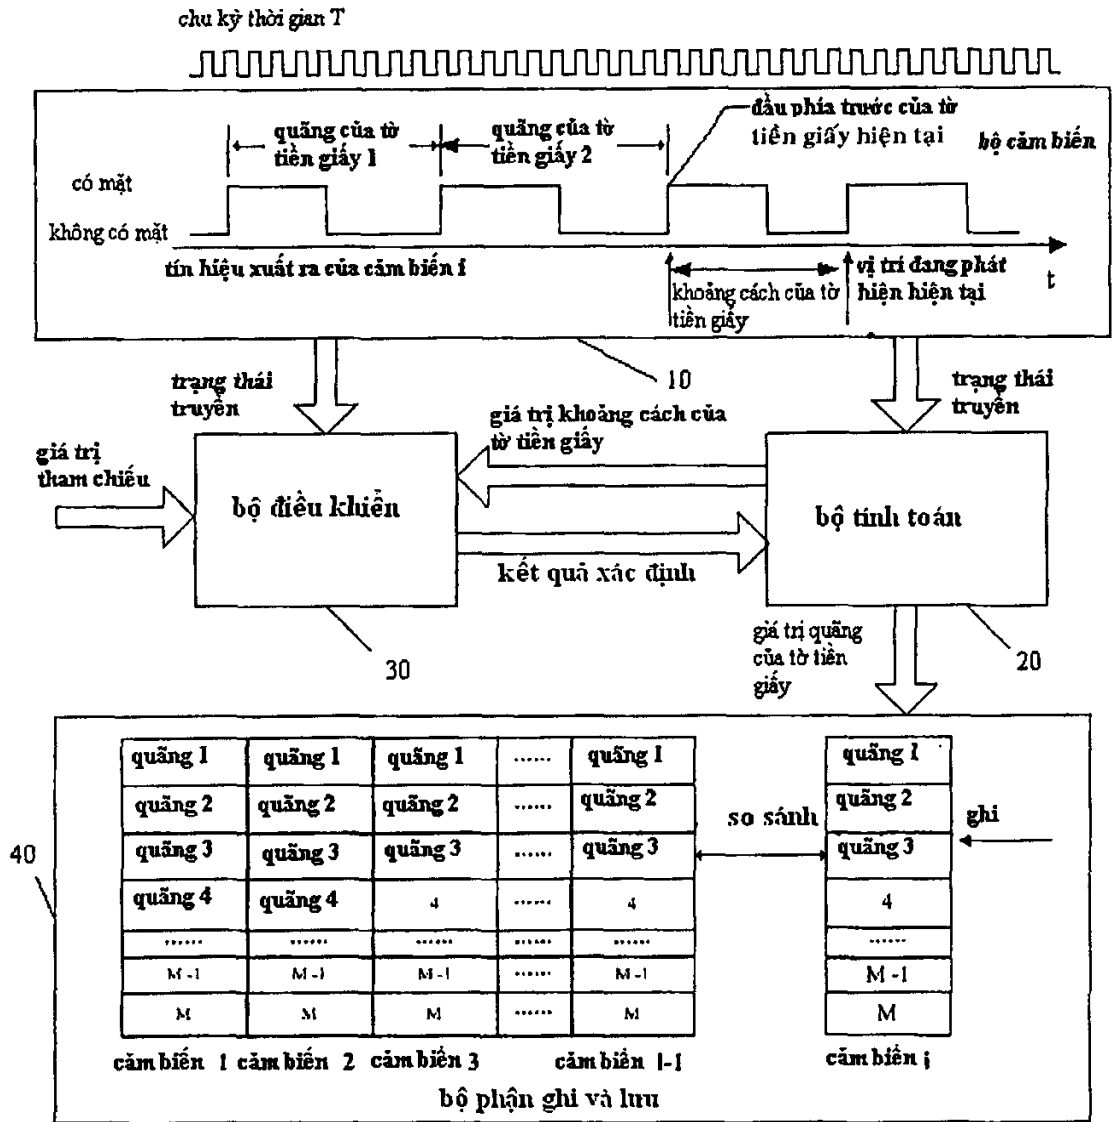 chu kỳ thời gian T
quãng của tờ
tiền giấy 1
quãng của tờ
tiền giấy 2
đầu phía trước của tờ
tiền giấy hiện tại
bộ cảm biến
có mặt
không có mặt
tín hiệu xuất ra của cảm biến i
khoảng cách của tờ
tiền giấy
vị trí đang phát
hiện hiện tại
t
10
trạng thái
truyền
trạng thái
truyền
giá trị khoảng cách của
tờ tiền giấy
giá trị
tham chiếu
bộ điều khiển
bộ tính toán
kết quả xác định
30
20
giá trị quãng
của tờ tiền
giấy
40
quãng 1 quãng 1 quãng 1 ...... quãng 1 quãng 1
quãng 2 quãng 2 quãng 2 ...... quãng 2 quãng 2
so sánh ghi
quãng 3 quãng 3 quãng 3 ...... quãng 3 quãng 3
quãng 4 quãng 4 4 ...... 4 4
...... ...... ...... ...... ...... ......
M-1 M-1 M-1 ...... M-1 M-1
M M M ...... M M
cảm biến 1 cảm biến 2 cảm biến 3 cảm biến i-1 cảm biến i
bộ phận ghi và lưu